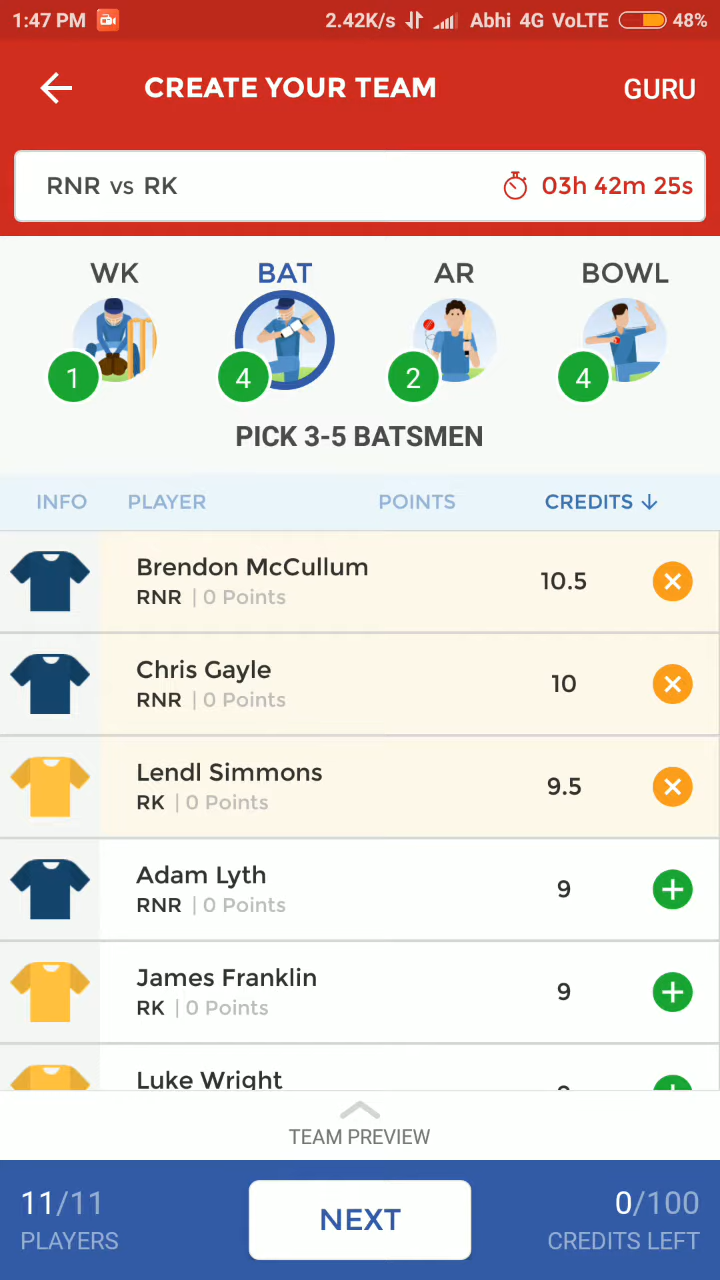 1:47 PM 2.42K/s Abhi 4G VoLTE 48%
CREATE YOUR TEAM GURU
RNR vs RK 03h 42m 25s
WK BAT AR BOWL
1 4 2 4
PICK 3-5 BATSMEN
INFO PLAYER POINTS CREDITS ↓
Brendon McCullum
RNR | 0 Points 10.5
Chris Gayle
RNR | 0 Points 10
Lendl Simmons
RK | 0 Points 9.5
Adam Lyth
RNR | 0 Points 9
James Franklin
RK | 0 Points 9
Luke Wright
TEAM PREVIEW
11/11 NEXT 0/100
PLAYERS CREDITS LEFT